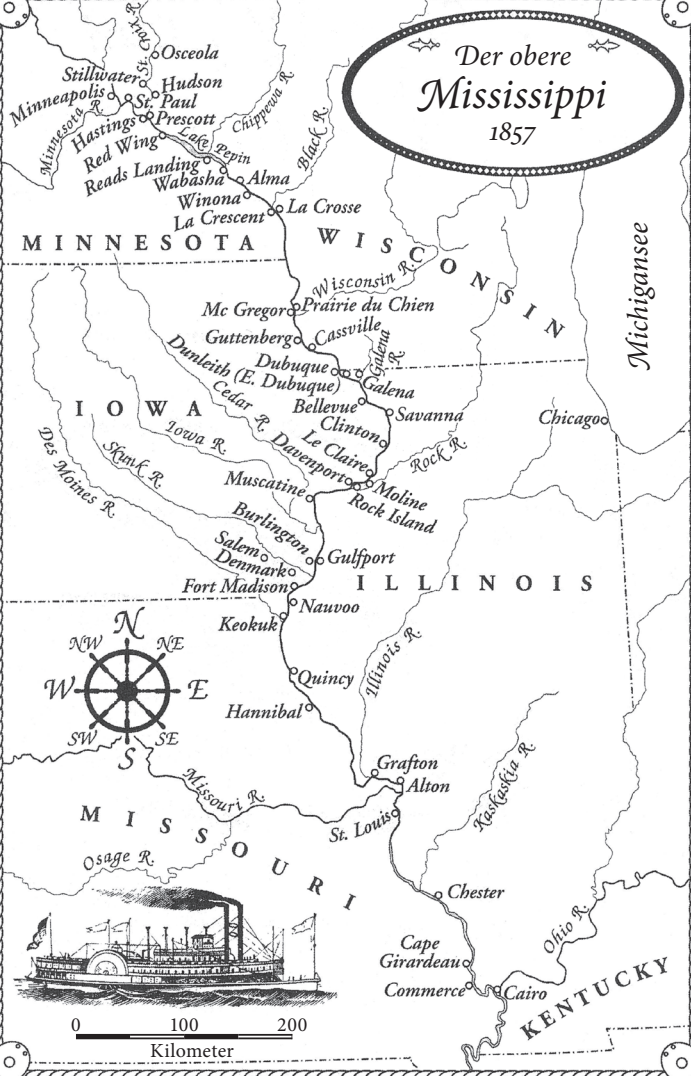 Der obere
Mississippi
1857
St. Croix R.
Osceola
Stillwater
Hudson
Minneapolis
St. Paul
Minnesota R.
Hastings
Prescott
Red Wing
Lake Pepin
Chippewa R.
Black R.
Reads Landing
Wabasha
Alma
Winona
La Crescent
La Crosse
MINNESOTA
WISCONSIN
Michigansee
Wisconsin R.
Mc Gregor
Prairie du Chien
Guttenberg
Cassville
Galena R.
Dubuque
Dunleith (E. Dubuque)
Galena
Bellevue
Savanna
IOWA
Cedar R.
Clinton
Chicago
Iowa R.
Le Claire
Rock R.
Skunk R.
Davenport
Des Moines R.
Muscatine
Moline
Rock Island
Burlington
Salem
Denmark
Gulfport
Fort Madison
ILLINOIS
Nauvoo
Keokuk
N
NW
NE
W
E
SW
SE
S
Illinois R.
Quincy
Hannibal
Grafton
Alton
Kaskaskia R.
Missouri R.
MISSOURI
St. Louis
Osage R.
Chester
Cape
Girardeau
Ohio R.
Commerce
Cairo
KENTUCKY
0 100 200
Kilometer